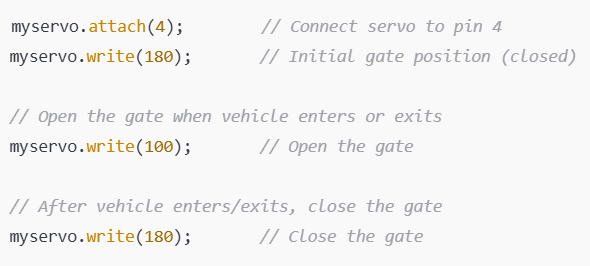 myservo.attach(4);        // Connect servo to pin 4
myservo.write(180);       // Initial gate position (closed)
// Open the gate when vehicle enters or exits
myservo.write(100);       // Open the gate
// After vehicle enters/exits, close the gate
myservo.write(180);       // Close the gate